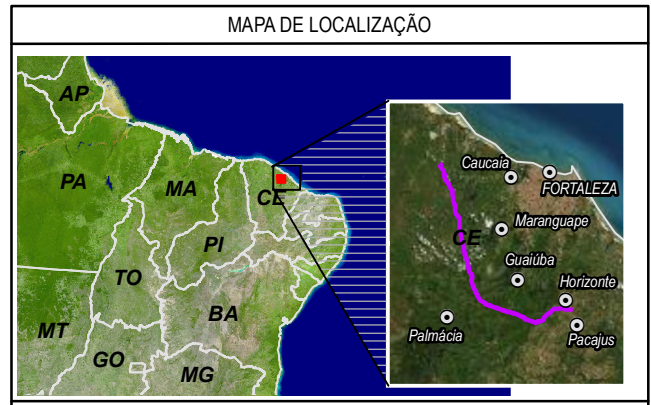 MAPA DE LOCALIZAÇÃO
AP
PA
MA
CE
PI
TO
BA
MT
GO
MG
Caucaia
FORTALEZA
CE
Maranguape
Guaiúba
Horizonte
Palmácia
Pacajus